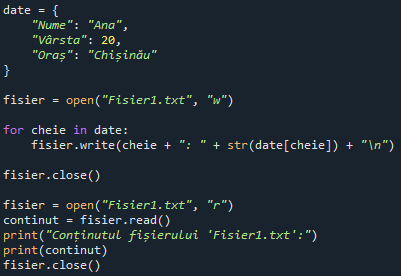 date = {
    "Nume": "Ana",
    "Vârsta": 20,
    "Oraș": "Chișinău"
}
fisier = open("Fisier1.txt", "w")
for cheie in date:
    fisier.write(cheie + ": " + str(date[cheie]) + "\n")
fisier.close()
fisier = open("Fisier1.txt", "r")
continut = fisier.read()
print("Conținutul fișierului 'Fisier1.txt':")
print(continut)
fisier.close()